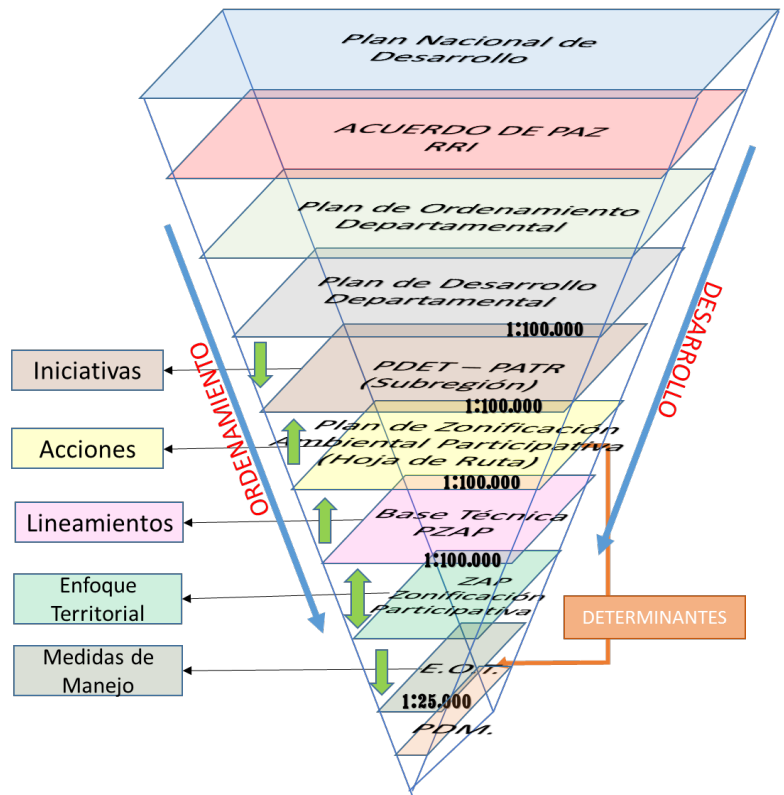 Plan Nacional de
Desarrollo
ACUERDO DE PAZ
RRI
Plan de Ordenamiento
Departamental
Plan de Desarrollo
Departamental
1:100.000
PDET – PATR
(Subregión)
1:100.000
Plan de Zonificación
Ambiental Participativa
(Hoja de Ruta)
1:100.000
Base Técnica
PZAP
1:100.000
ZAP
Zonificación
Participativa
E.O.T.
1:25.000
PDM.
Iniciativas
Acciones
Lineamientos
Enfoque
Territorial
Medidas de
Manejo
ORDENAMIENTO
DESARROLLO
DETERMINANTES